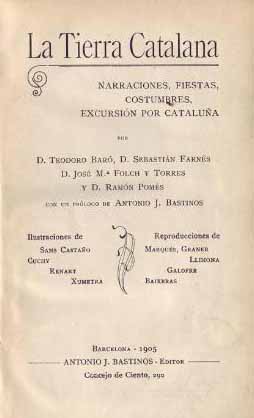 La Tierra Catalana
NARRACIONES, FIESTAS,
COSTUMBRES,
EXCURSIÓN POR CATALUÑA
POR
D. TEODORO BARÓ, D. SEBASTIÁN FARNÉS
D. JOSÉ M.ª FOLCH Y TORRES
Y D. RAMÓN POMÉS
CON UN PRÓLOGO DE ANTONIO J. BASTINOS
Ilustraciones de
SANS CASTAÑO
CUCHY
RENART
XUMETRA
Reproducciones de
MARQUÉS, GRANER
LLIMONA
GALOFRE
BAIXERAS
BARCELONA - 1905
ANTONIO J. BASTINOS - EDITOR
Concejo de Ciento, 292